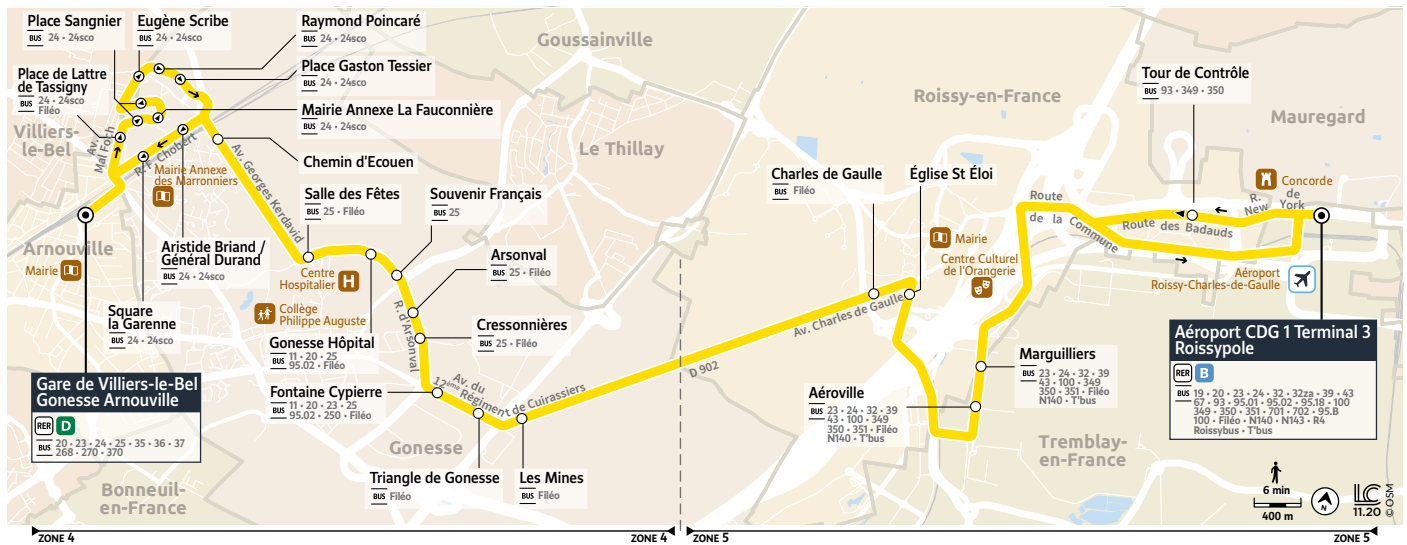 Place Sangnier
BUS 24 • 24sco
Eugène Scribe
BUS 24 • 24sco
Raymond Poincaré
BUS 24 • 24sco
Place Gaston Tessier
BUS 24 • 24sco
Place de Lattre
de Tassigny
BUS 24 • 24sco
Filéo
Mairie Annexe La Fauconnière
BUS 24 • 24sco
Villiers-
le-Bel
Av.
Mal Foch
R. F. Chobert
Mairie Annexe
des Marronniers
Chemin d'Ecouen
Av. Georges Kerdavid
Goussainville
Le Thillay
Salle des Fêtes
BUS 25 • Filéo
Souvenir Français
BUS 25
Arnouville
Mairie
Aristide Briand /
Général Durand
BUS 24 • 24sco
Centre
Hospitalier
H
Arsonval
BUS 25 • Filéo
Square
la Garenne
BUS 24 • 24sco
Collège
Philippe Auguste
R. d'Arsonval
Cressonnières
BUS 25 • Filéo
Gonesse Hôpital
BUS 11 • 20 • 25
95.02 • Filéo
Gare de Villiers-le-Bel
Gonesse Arnouville
RER D
BUS 20 • 23 • 24 • 25 • 35 • 36 • 37
268 • 270 • 370
Fontaine Cypierre
BUS 11 • 20 • 23 • 25
95.02 • 250 • Filéo
Av. du
12ème Régiment de Cuirassiers
Gonesse
Triangle de Gonesse
BUS Filéo
Les Mines
BUS Filéo
Bonneuil-
en-France
D 902
Roissy-en-France
Charles de Gaulle
BUS Filéo
Église St Éloi
Av. Charles de Gaulle
Mairie
Centre Culturel
de l'Orangerie
Tour de Contrôle
BUS 93 • 349 • 350
Mauregard
Concorde
Route
de la Commune
Route des Badauds
R.
New
de
York
Aéroport
Roissy-Charles-de-Gaulle
Marguilliers
BUS 23 • 24 • 32 • 39
43 • 100 • 349
350 • 351 • Filéo
N140 • T'bus
Aéroville
BUS 23 • 24 • 32 • 39
43 • 100 • 349
350 • 351 • Filéo
N140 • T'bus
Aéroport CDG 1 Terminal 3
Roissypole
RER B
BUS 19 • 20 • 23 • 24 • 32 • 32za • 39 • 43
67 • 93 • 95.01 • 95.02 • 95.18 • 100
349 • 350 • 351 • 701 • 702 • 95.B
100 • Filéo • N140 • N143 • R4
Roissybus • T'bus
Tremblay-
en-France
6 min
400 m
N
LC
11.20
© OSM
ZONE 4
ZONE 4
ZONE 5
ZONE 5